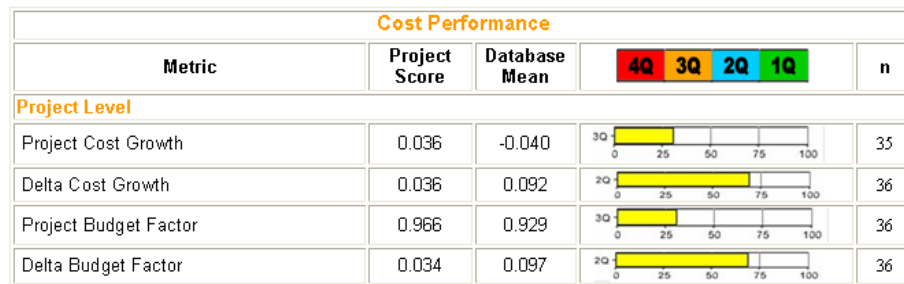 Cost Performance
Metric Project Score Database Mean 4Q 3Q 2Q 1Q n
Project Level
Project Cost Growth 0.036 -0.040 3Q 0 25 50 75 100 35
Delta Cost Growth 0.036 0.092 2Q 0 25 50 75 100 36
Project Budget Factor 0.966 0.929 3Q 0 25 50 75 100 36
Delta Budget Factor 0.034 0.097 2Q 0 25 50 75 100 36